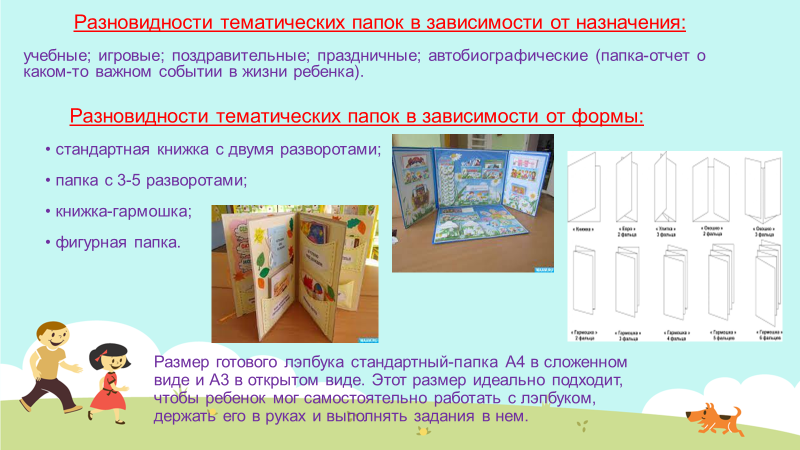 Разновидности тематических папок в зависимости от назначения:
учебные; игровые; поздравительные; праздничные; автобиографические (папка-отчет о
каком-то важном событии в жизни ребенка).
Разновидности тематических папок в зависимости от формы:
• стандартная книжка с двумя разворотами;
• папка с 3-5 разворотами;
• книжка-гармошка;
• фигурная папка.
« Книжка » « Евро » « Улитка » « Окошко » « Окошко »
2 фальца 3 фальца 2 фальца 3 фальца
« Гармошка » « Гармошка » « Гармошка » « Гармошка » « Гармошка »
2 фальца 3 фальца 4 фальца 5 фальцев 6 фальцев
Размер готового лэпбука стандартный-папка А4 в сложенном
виде и А3 в открытом виде. Этот размер идеально подходит,
чтобы ребенок мог самостоятельно работать с лэпбуком,
держать его в руках и выполнять задания в нем.